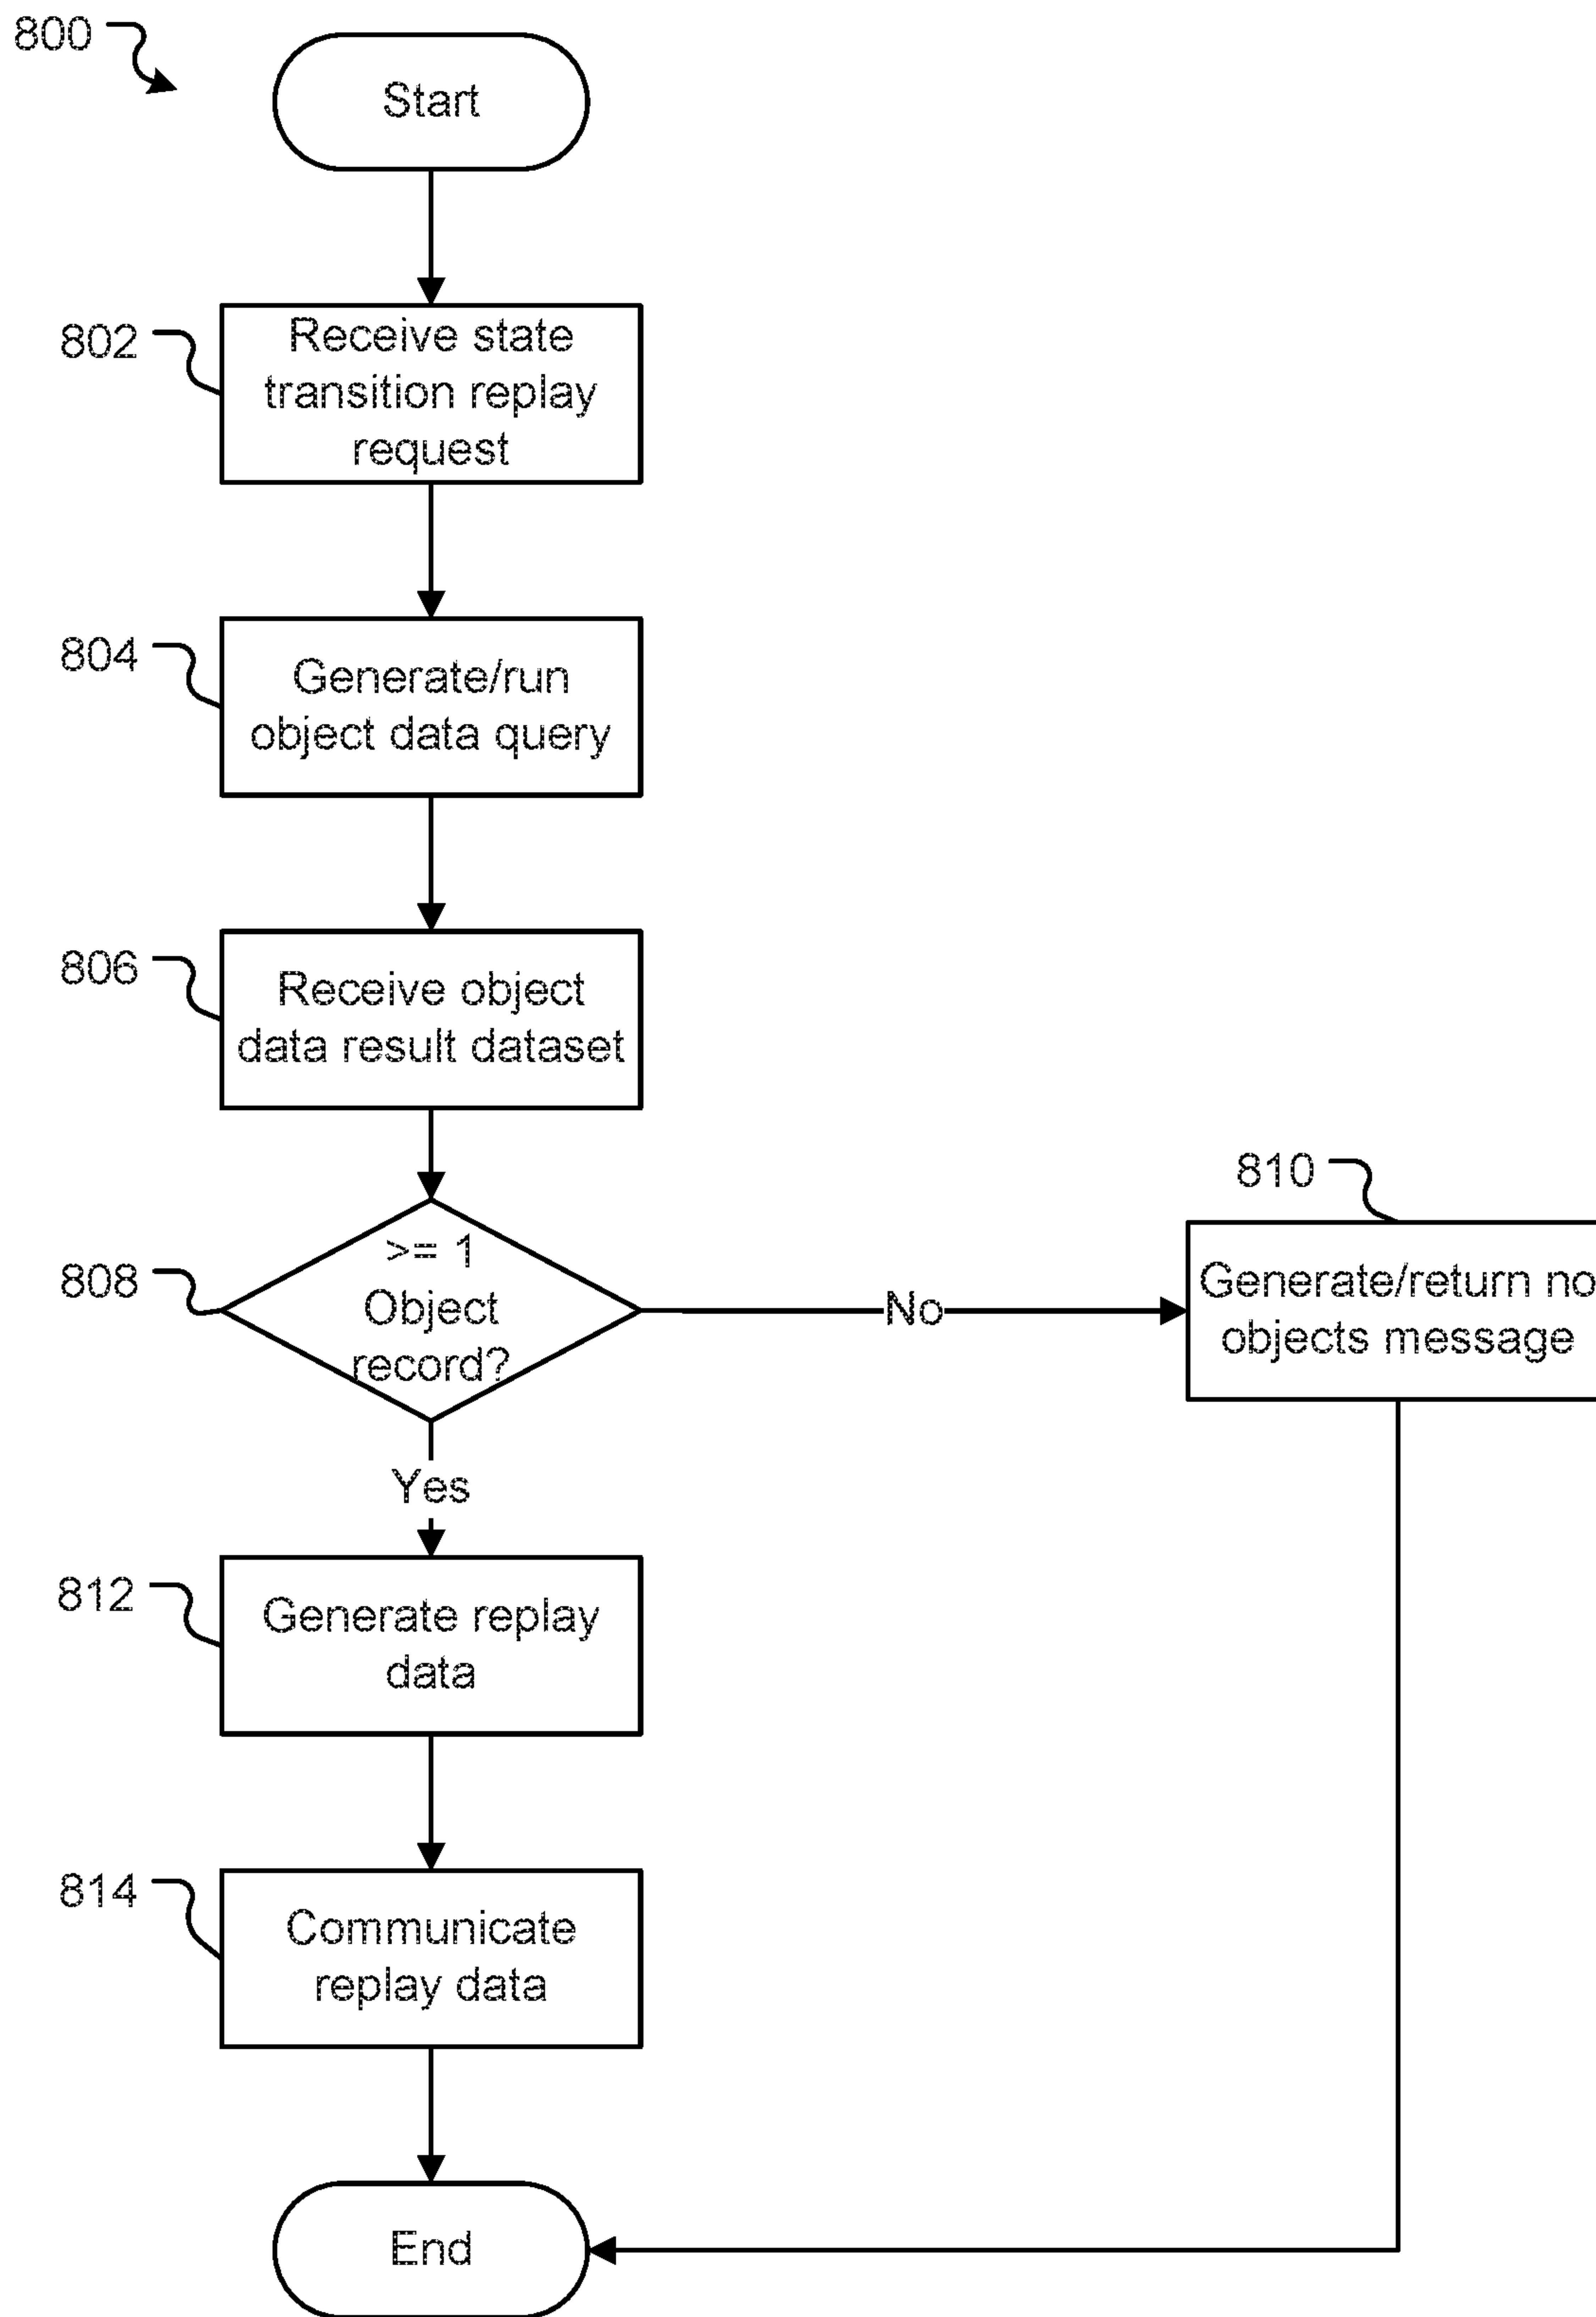 800
Start
802
Receive state
transition replay
request
804
Generate/run
object data query
806
Receive object
data result dataset
808
>= 1
Object
record?
No
810
Generate/return no
objects message
Yes
812
Generate replay
data
814
Communicate
replay data
End